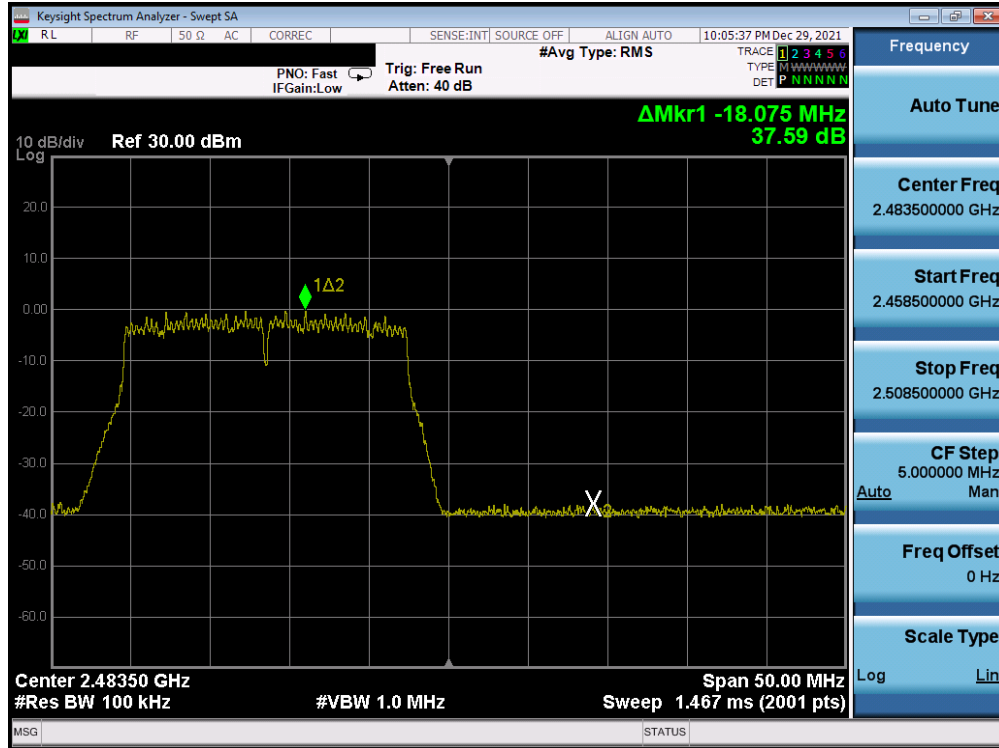 Keysight Spectrum Analyzer - Swept SA
LXI RL RF 50 Ω AC CORREC SENSE:INT SOURCE OFF ALIGN AUTO 10:05:37 PM Dec 29, 2021
#Avg Type: RMS TRACE 1 2 3 4 5 6
PNO: Fast Trig: Free Run TYPE M WWWWW
IFGain:Low Atten: 40 dB DET P N N N N N
ΔMkr1 -18.075 MHz
37.59 dB
10 dB/div Ref 30.00 dBm
Log
20.0
10.0
1Δ2
0.00
-10.0
-20.0
-30.0
X2
-40.0
-50.0
-60.0
Center 2.48350 GHz Span 50.00 MHz
#Res BW 100 kHz #VBW 1.0 MHz Sweep 1.467 ms (2001 pts)
MSG STATUS
Frequency
Auto Tune
Center Freq
2.483500000 GHz
Start Freq
2.458500000 GHz
Stop Freq
2.508500000 GHz
CF Step
5.000000 MHz
Auto Man
Freq Offset
0 Hz
Scale Type
Log Lin